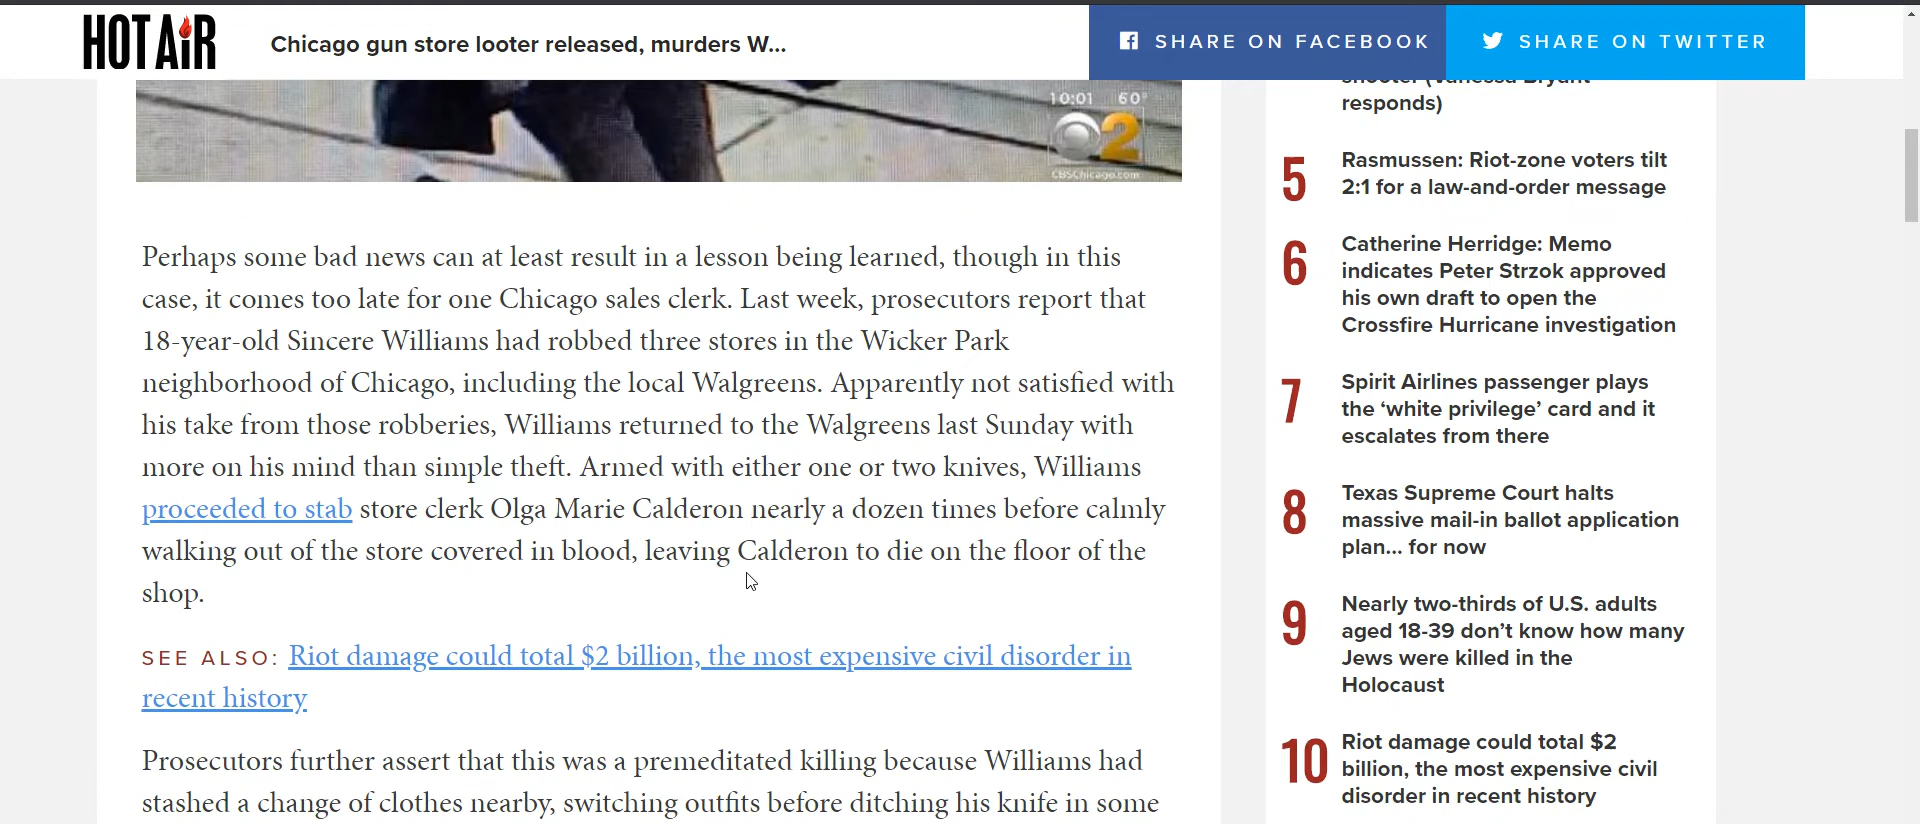 HOT AiR
Chicago gun store looter released, murders W...
SHARE ON FACEBOOK
SHARE ON TWITTER
10:01 60°
2
CBSChicago.com
Perhaps some bad news can at least result in a lesson being learned, though in this
case, it comes too late for one Chicago sales clerk. Last week, prosecutors report that
18-year-old Sincere Williams had robbed three stores in the Wicker Park
neighborhood of Chicago, including the local Walgreens. Apparently not satisfied with
his take from those robberies, Williams returned to the Walgreens last Sunday with
more on his mind than simple theft. Armed with either one or two knives, Williams
proceeded to stab store clerk Olga Marie Calderon nearly a dozen times before calmly
walking out of the store covered in blood, leaving Calderon to die on the floor of the
shop.
SEE ALSO: Riot damage could total $2 billion, the most expensive civil disorder in
recent history
Prosecutors further assert that this was a premeditated killing because Williams had
stashed a change of clothes nearby, switching outfits before ditching his knife in some
shooter (Vanessa Bryant
responds)
5
Rasmussen: Riot-zone voters tilt
2:1 for a law-and-order message
6
Catherine Herridge: Memo
indicates Peter Strzok approved
his own draft to open the
Crossfire Hurricane investigation
7
Spirit Airlines passenger plays
the ‘white privilege’ card and it
escalates from there
8
Texas Supreme Court halts
massive mail-in ballot application
plan... for now
9
Nearly two-thirds of U.S. adults
aged 18-39 don’t know how many
Jews were killed in the
Holocaust
10
Riot damage could total $2
billion, the most expensive civil
disorder in recent history